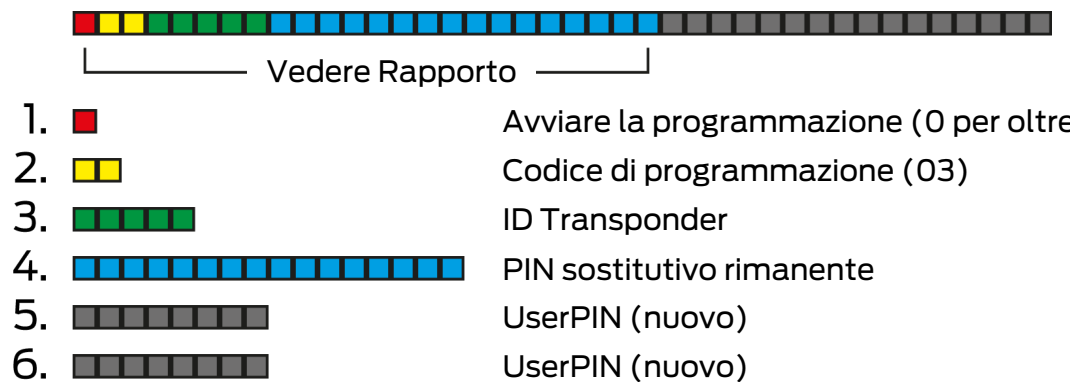 Vedere Rapporto
1. Avviare la programmazione (0 per oltre
2. Codice di programmazione (03)
3. ID Transponder
4. PIN sostitutivo rimanente
5. UserPIN (nuovo)
6. UserPIN (nuovo)